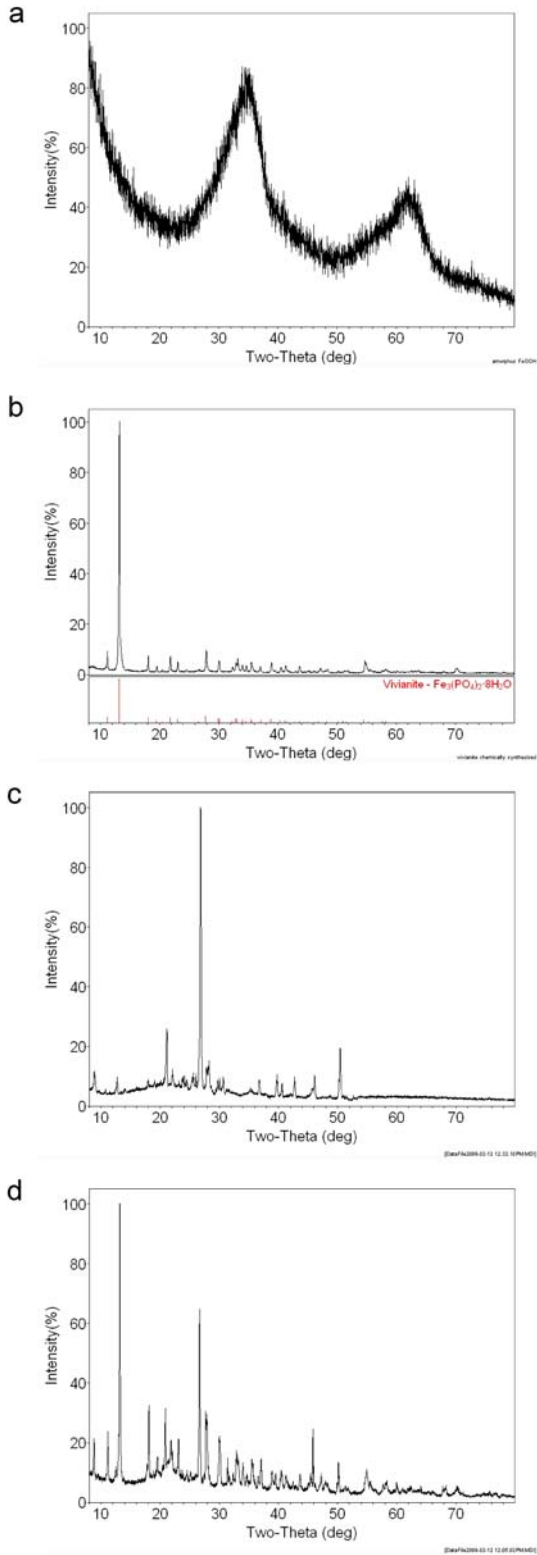 a
100
80
60
40
20
0
Intensity(%)
10 20 30 40 50 60 70
Two-Theta (deg)
amorphus FeOOH
b
100
80
60
40
20
0
Intensity(%)
Vivianite - Fe₃(PO₄)₂·8H₂O
10 20 30 40 50 60 70
Two-Theta (deg)
vivianite chemically synthesized
c
100
80
60
40
20
0
Intensity(%)
10 20 30 40 50 60 70
Two-Theta (deg)
d
100
80
60
40
20
0
Intensity(%)
10 20 30 40 50 60 70
Two-Theta (deg)